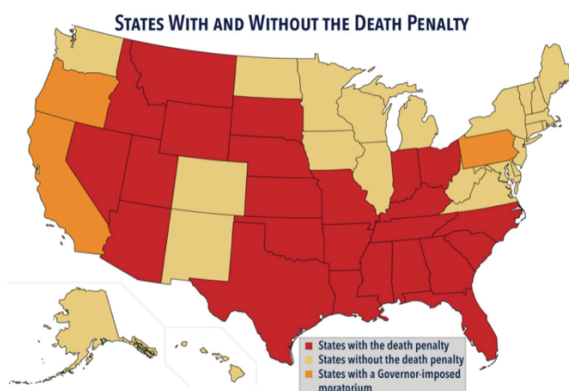 STATES WITH AND WITHOUT THE DEATH PENALTY
States with the death penalty
States without the death penalty
States with a Governor-imposed
moratorium